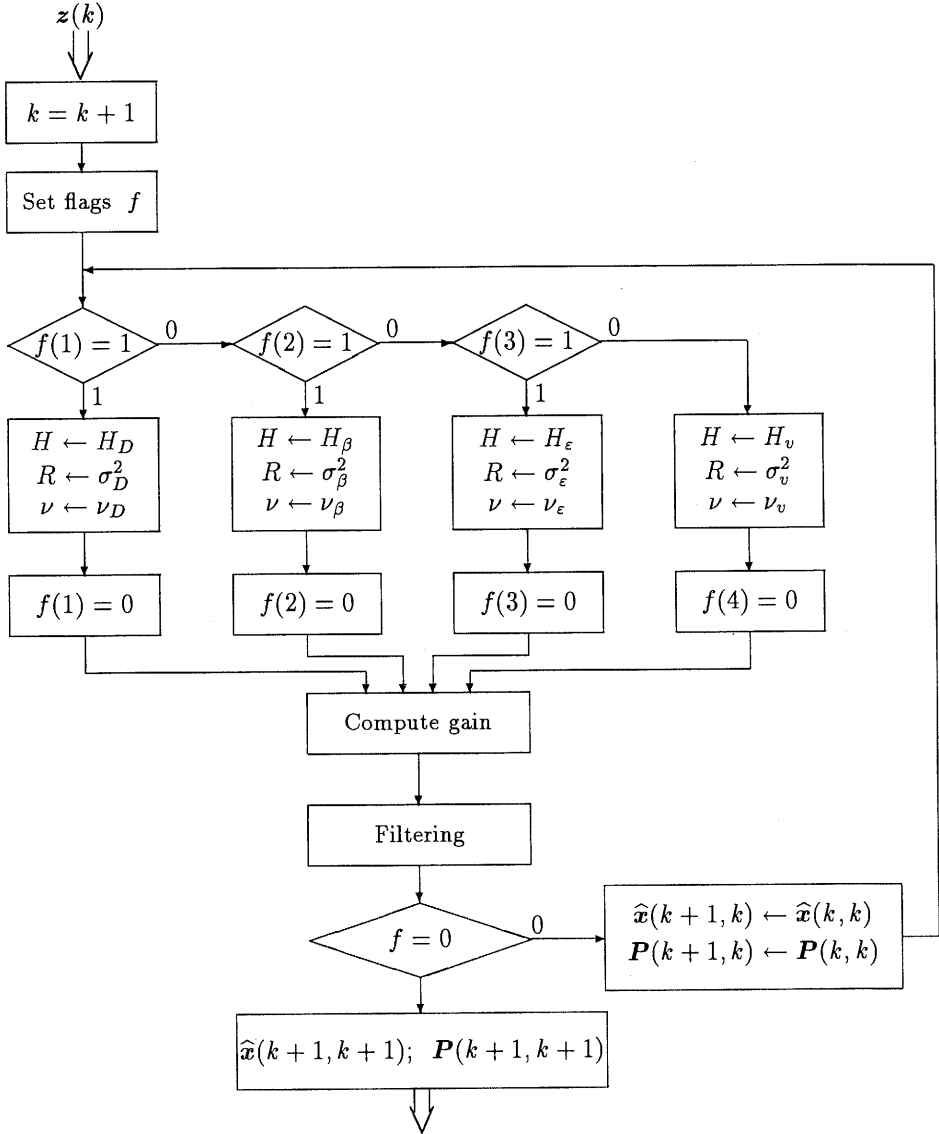 z(k)
k = k + 1
Set flags f
f(1) = 1
0
f(2) = 1
0
f(3) = 1
0
1
1
1
H ← H_D
R ← σ_D^2
ν ← ν_D
H ← H_β
R ← σ_β^2
ν ← ν_β
H ← H_ε
R ← σ_ε^2
ν ← ν_ε
H ← H_v
R ← σ_v^2
ν ← ν_v
f(1) = 0
f(2) = 0
f(3) = 0
f(4) = 0
Compute gain
Filtering
f = 0
0
x̂(k + 1, k) ← x̂(k, k)
P(k + 1, k) ← P(k, k)
x̂(k + 1, k + 1); P(k + 1, k + 1)